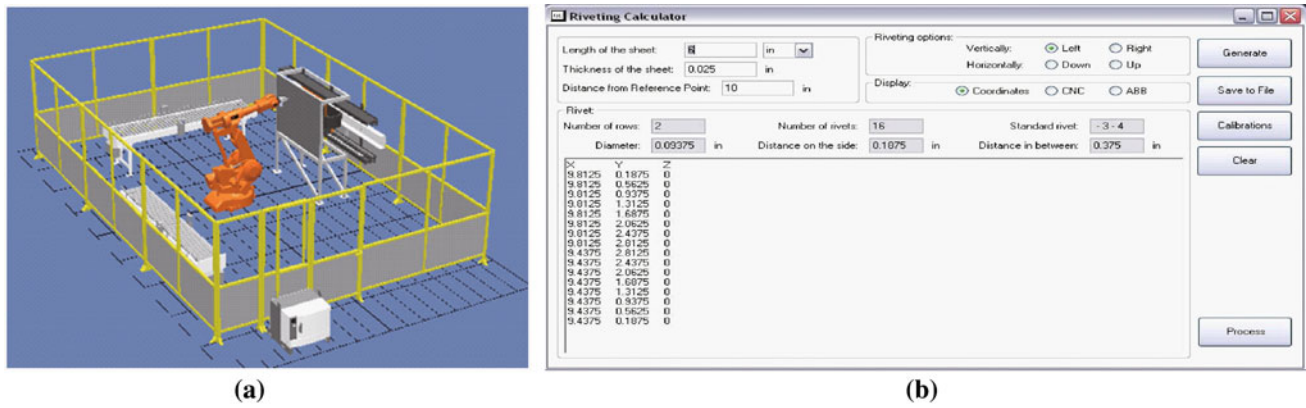 Riveting Calculator
Length of the sheet: in
Thickness of the sheet: 0.025 in
Distance from Reference Point: 10 in
Riveting options:
Vertically: Left Right
Horizontally: Down Up
Display: Coordinates CNC ABB
Generate
Save to File
Calibrations
Clear
Rivet:
Number of rows: 2 Number of rivets: 16 Standard rivet: - 3 - 4
Diameter: 0.09375 in Distance on the side: 0.1875 in Distance in between: 0.375 in
X Y Z
9.8125 0.1875 0
9.8125 0.5625 0
9.8125 0.9375 0
9.8125 1.3125 0
9.8125 1.6875 0
9.8125 2.0625 0
9.8125 2.4375 0
9.8125 2.8125 0
9.4375 2.8125 0
9.4375 2.4375 0
9.4375 2.0625 0
9.4375 1.6875 0
9.4375 1.3125 0
9.4375 0.9375 0
9.4375 0.5625 0
9.4375 0.1875 0
Process
(a) (b)